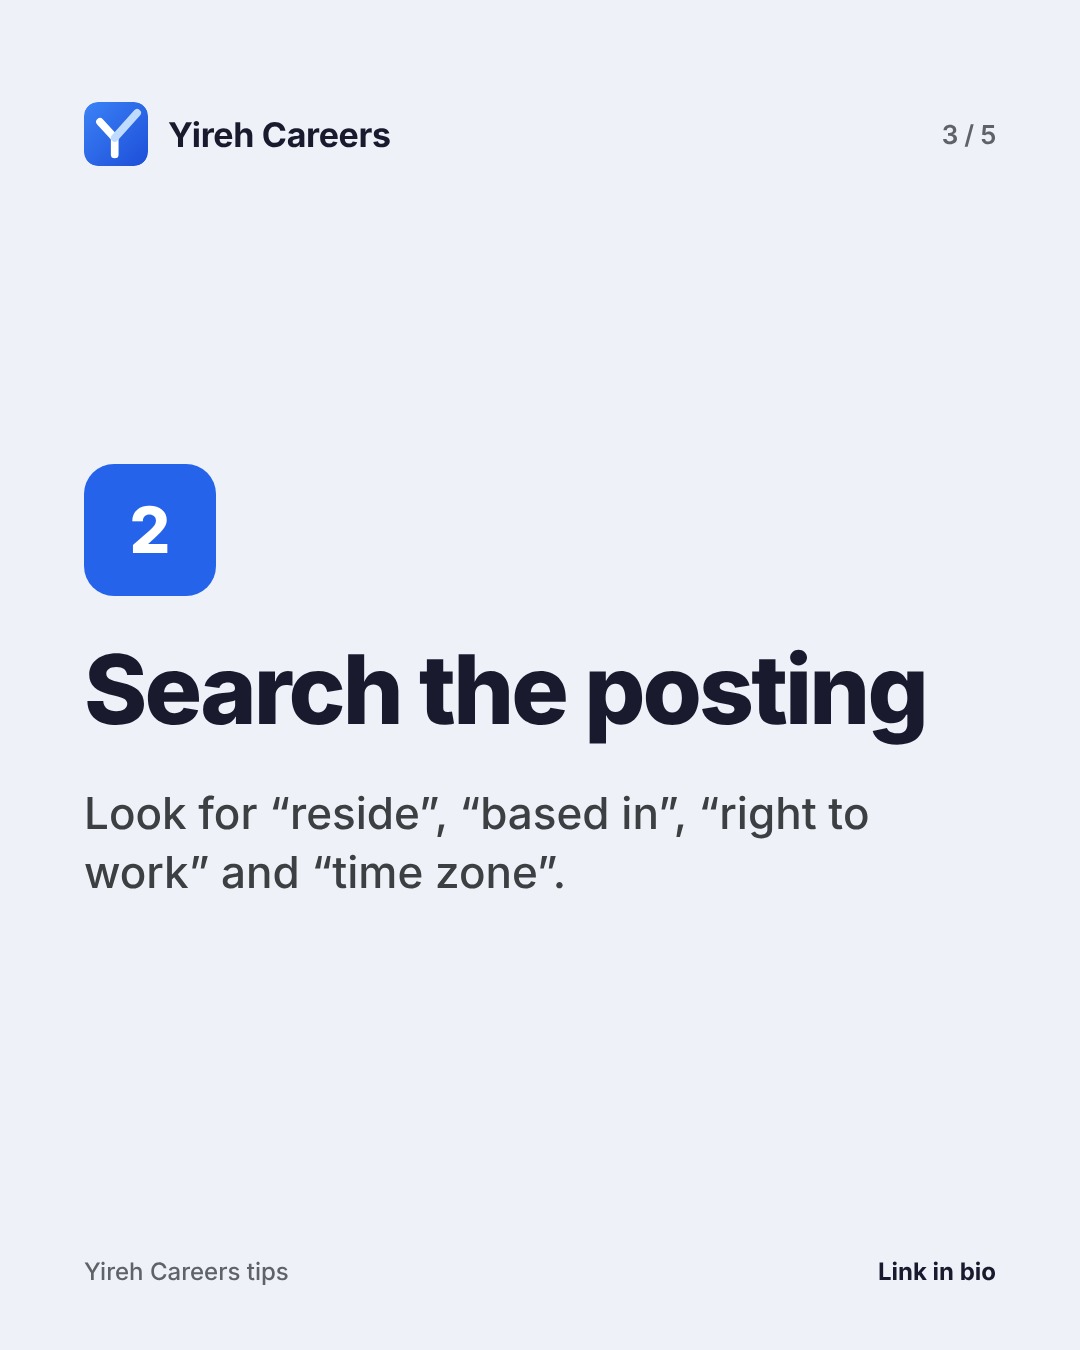 Yireh Careers
3 / 5
2
Search the posting
Look for “reside”, “based in”, “right to
work” and “time zone”.
Yireh Careers tips
Link in bio